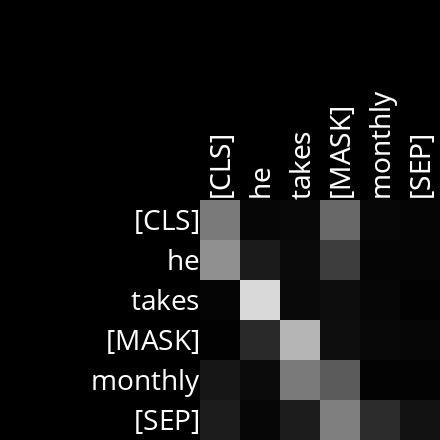 [CLS]
he
takes
[MASK]
monthly
[SEP]
[CLS]
he
takes
[MASK]
monthly
[SEP]